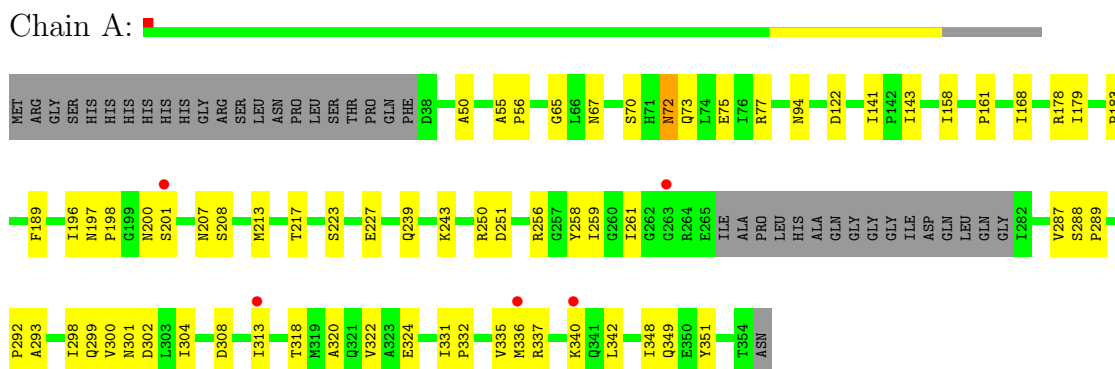 Chain A:
MET ARG GLY SER HIS HIS HIS HIS HIS HIS GLY ARG SER LEU ASN PRO LEU SER THR PRO GLN PHE D38 A50 A55 P56 G65 L66 N67 S70 H71 N72 Q73 L74 E75 I76 R77 N94 D122 I141 P142 I143 I158 P161 I168 R178 I179
F189 I196 N197 P198 G199 N200 S201 N207 S208 M213 T217 S223 E227 Q239 K243 R250 D251 R256 G257 Y258 I259 G260 I261 G262 G263 R264 E265 ILE ALA PRO LEU HIS ALA GLN GLY GLY GLY ILE ASP GLN LEU GLN GLY I282 V287 S288 P289
P292 A293 I298 Q299 V300 N301 D302 L303 I304 D308 I313 T318 M319 A320 Q321 V322 A323 E324 I331 P332 V335 M336 R337 K340 Q341 L342 I348 Q349 E350 Y351 T354 ASN